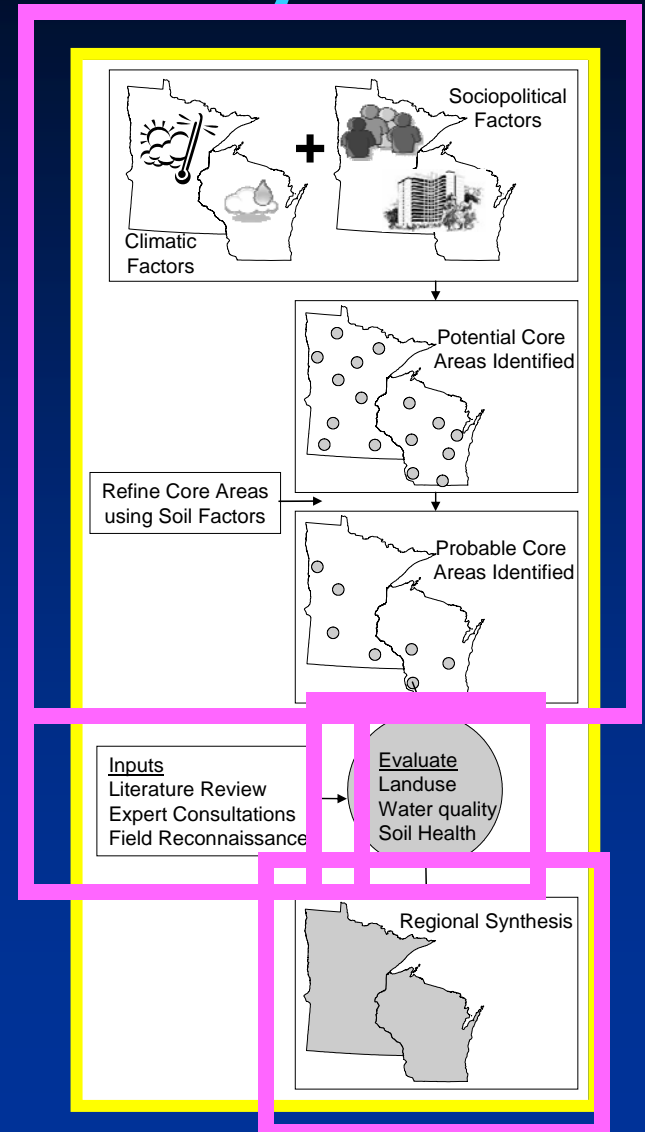 Sociopolitical
Factors
Climatic
Factors
Potential Core
Areas Identified
Refine Core Areas
using Soil Factors
Probable Core
Areas Identified
Inputs
Literature Review
Expert Consultations
Field Reconnaissance
Evaluate
Landuse
Water quality
Soil Health
Regional Synthesis